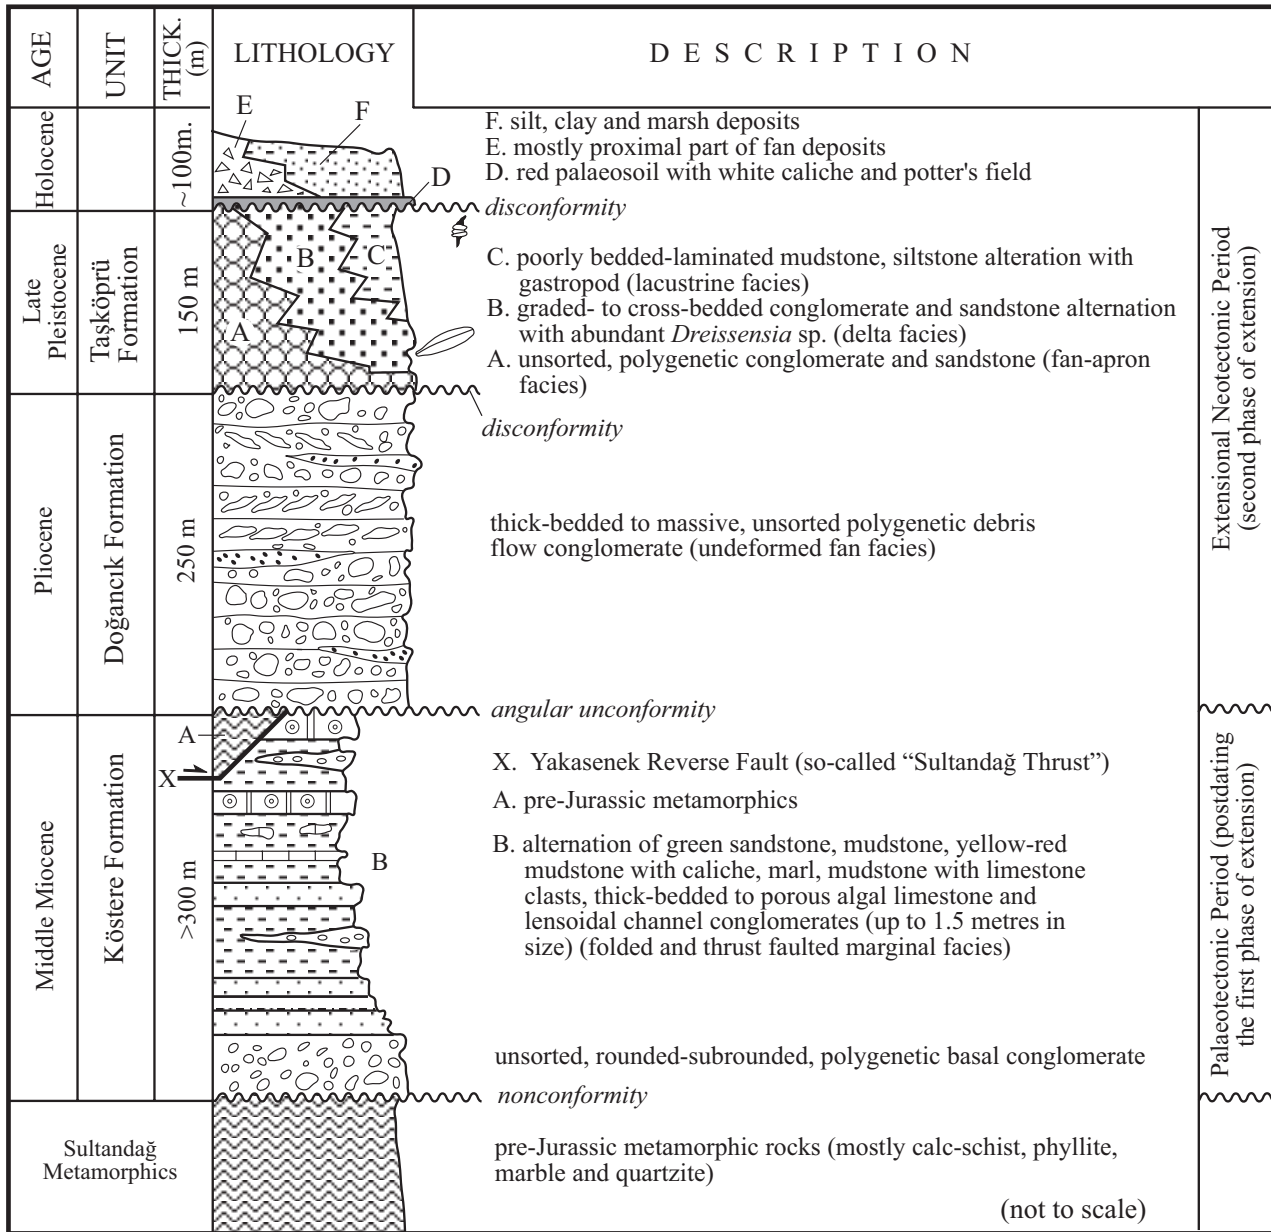 AGE
UNIT
THICK.
(m)
LITHOLOGY
DESCRIPTION
Holocene
~100m.
E
F
D
F. silt, clay and marsh deposits
E. mostly proximal part of fan deposits
D. red palaeosoil with white caliche and potter's field
disconformity
Late
Pleistocene
Taşköprü
Formation
150 m
A
B
C
C. poorly bedded-laminated mudstone, siltstone alteration with
gastropod (lacustrine facies)
B. graded- to cross-bedded conglomerate and sandstone alternation
with abundant Dreissensia sp. (delta facies)
A. unsorted, polygenetic conglomerate and sandstone (fan-apron
facies)
disconformity
Pliocene
Doğancık Formation
250 m
thick-bedded to massive, unsorted polygenetic debris
flow conglomerate (undeformed fan facies)
Extensional Neotectonic Period
(second phase of extension)
angular unconformity
Middle Miocene
Köstere Formation
>300 m
A
X
B
X. Yakasenek Reverse Fault (so-called “Sultandağ Thrust”)
A. pre-Jurassic metamorphics
B. alternation of green sandstone, mudstone, yellow-red
mudstone with caliche, marl, mudstone with limestone
clasts, thick-bedded to porous algal limestone and
lensoidal channel conglomerates (up to 1.5 metres in
size) (folded and thrust faulted marginal facies)
unsorted, rounded-subrounded, polygenetic basal conglomerate
nonconformity
Palaeotectonic Period (postdating
the first phase of extension)
Sultandağ
Metamorphics
pre-Jurassic metamorphic rocks (mostly calc-schist, phyllite,
marble and quartzite)
(not to scale)